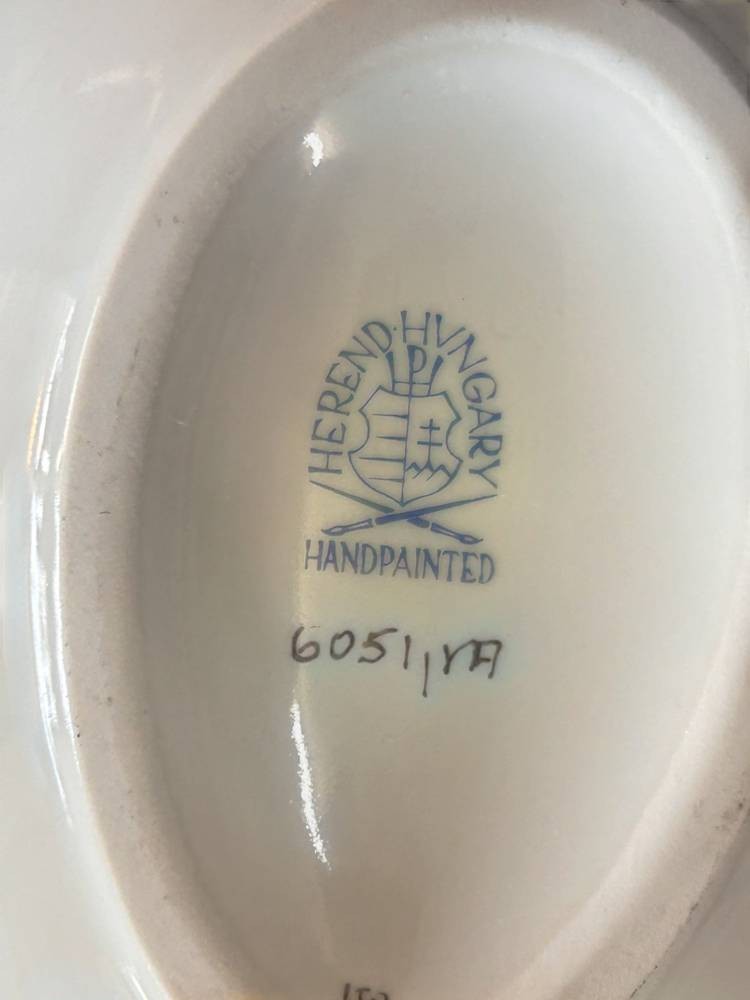 HEREND · HVNGARY
HANDPAINTED
6051,